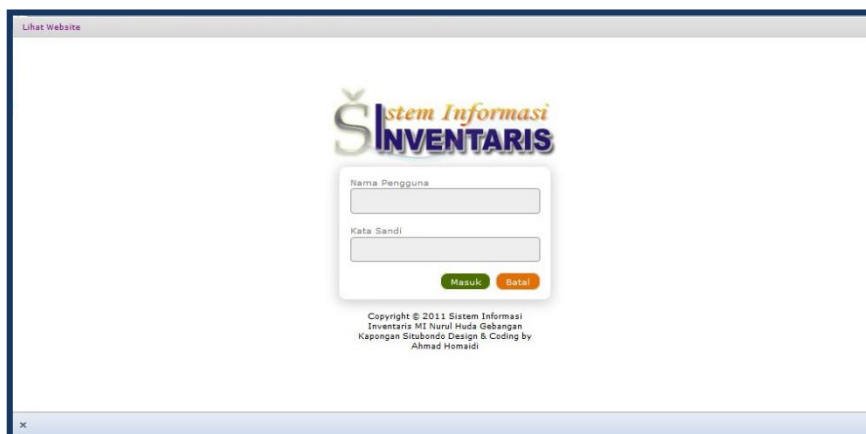 Lihat Website
Šistem Informasi
INVENTARIS
Nama Pengguna
Kata Sandi
Masuk Batal
Copyright © 2011 Sistem Informasi
Inventaris MI Nurul Huda Gebangan
Kapongan Situbondo Design & Coding by
Ahmad Homaidi
x